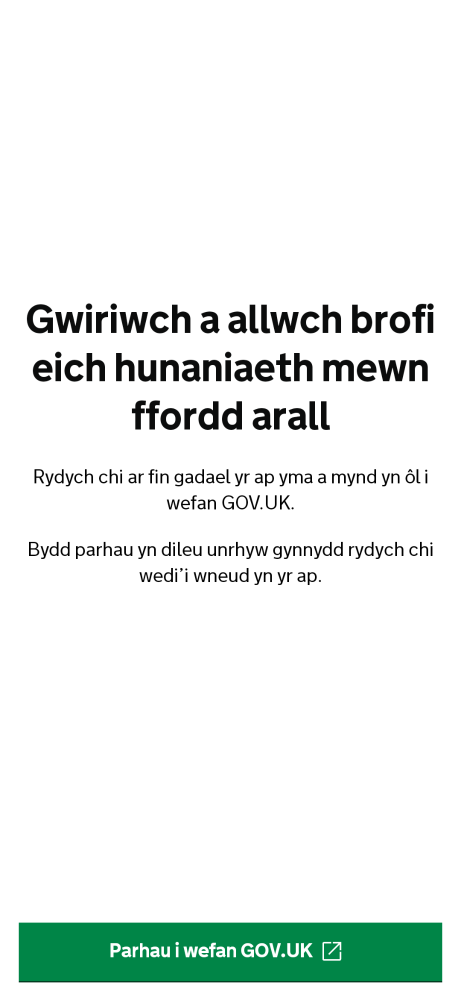 Gwiriwch a allwch brofi
eich hunaniaeth mewn
ffordd arall
Rydych chi ar fin gadael yr ap yma a mynd yn ôl i
wefan GOV.UK.
Bydd parhau yn dileu unrhyw gynnydd rydych chi
wedi’i wneud yn yr ap.
Parhau i wefan GOV.UK